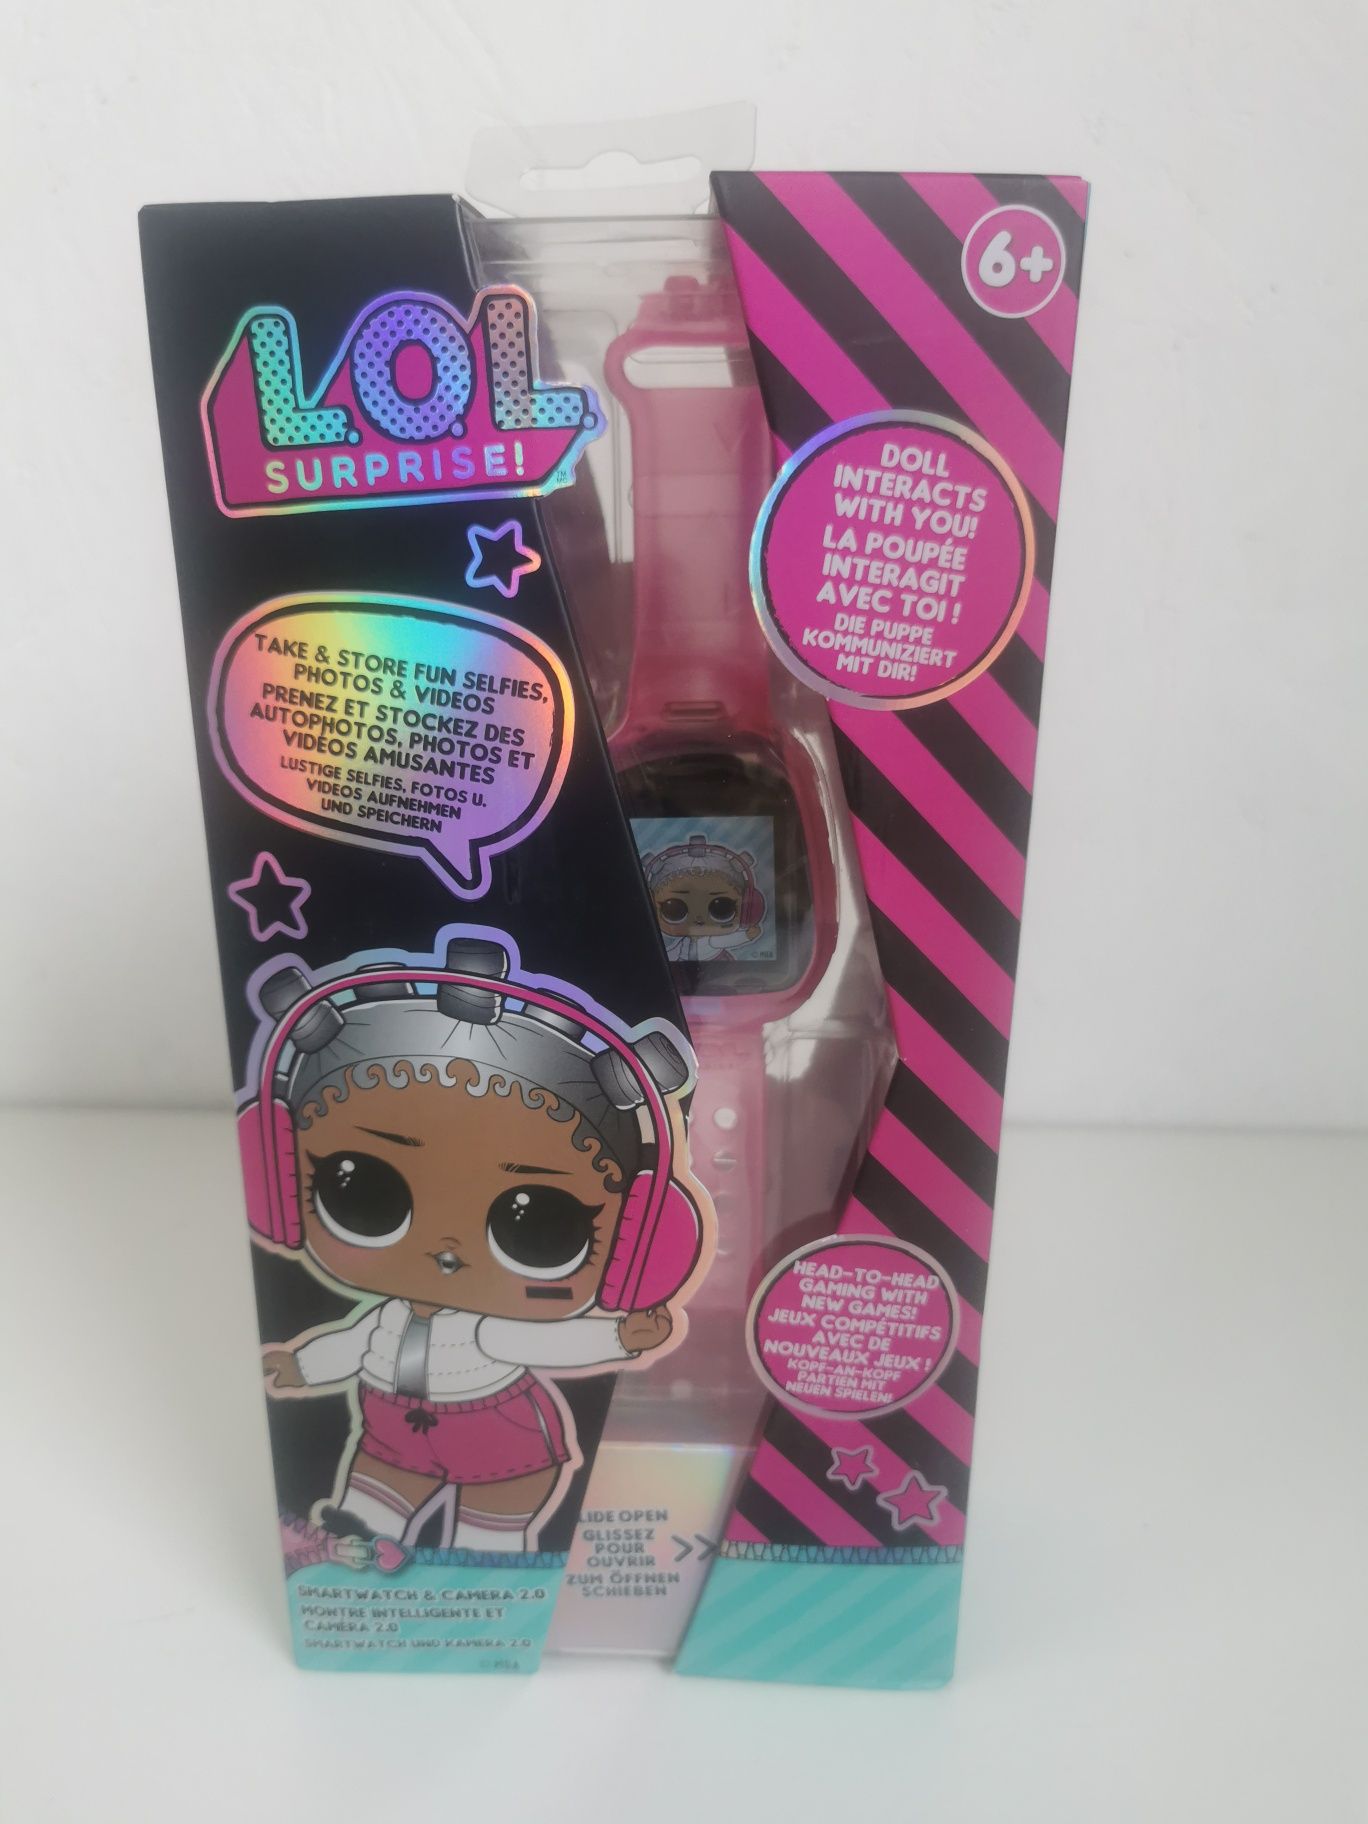 L.O.L.
SURPRISE!
TM
MC
6+
TAKE & STORE FUN SELFIES,
PHOTOS & VIDEOS
PRENEZ ET STOCKEZ DES
AUTOPHOTOS, PHOTOS ET
VIDÉOS AMUSANTES
LUSTIGE SELFIES, FOTOS U.
VIDEOS AUFNEHMEN
UND SPEICHERN
DOLL
INTERACTS
WITH YOU!
LA POUPÉE
INTERAGIT
AVEC TOI !
DIE PUPPE
KOMMUNIZIERT
MIT DIR!
© MGA
HEAD-TO-HEAD
GAMING WITH
NEW GAMES!
JEUX COMPÉTITIFS
AVEC DE
NOUVEAUX JEUX !
KOPF-AN-KOPF
PARTIEN MIT
NEUEN SPIELEN!
LIDE OPEN
GLISSEZ
POUR
OUVRIR
ZUM ÖFFNEN
SCHIEBEN
SMARTWATCH & CAMERA 2.0
MONTRE INTELLIGENTE ET
CAMÉRA 2.0
SMARTWATCH UND KAMERA 2.0
© MGA